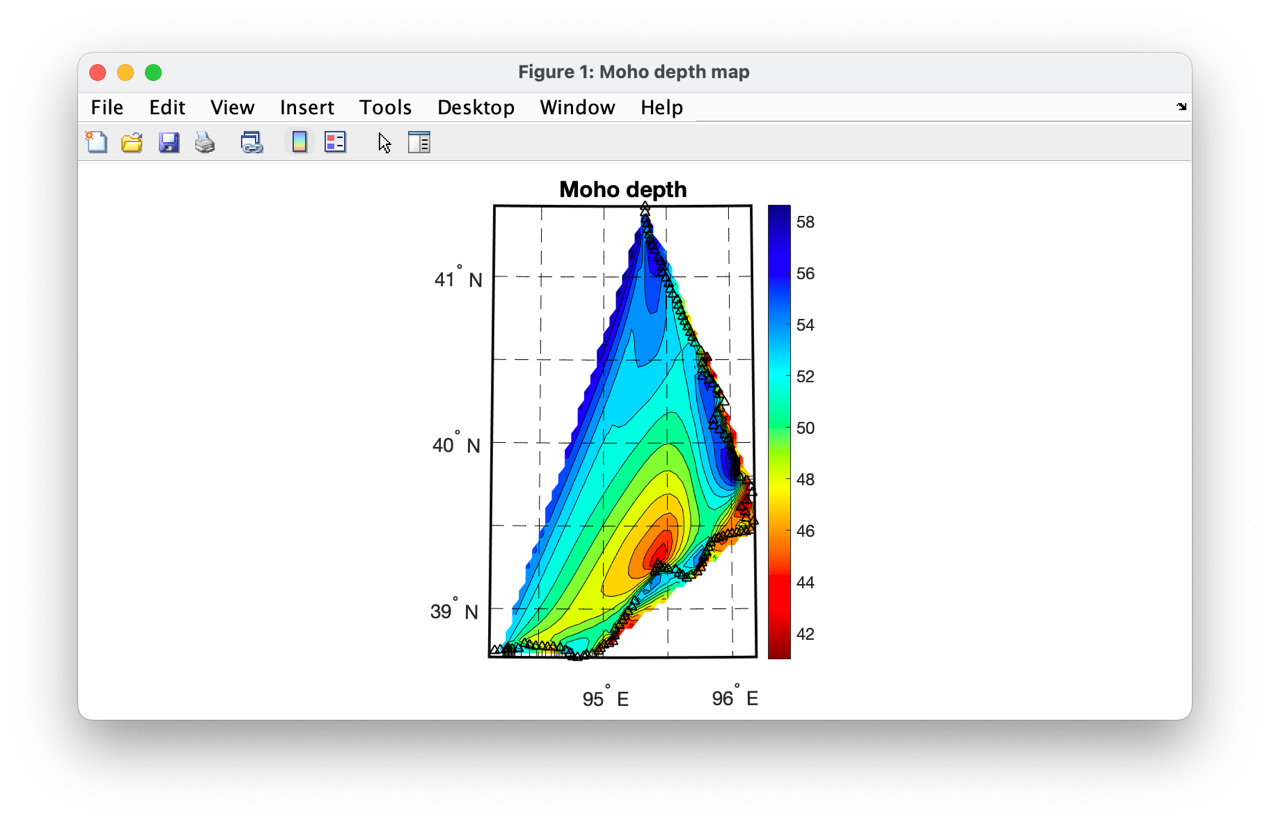 Figure 1: Moho depth map
File Edit View Insert Tools Desktop Window Help
Moho depth
41° N
40° N
39° N
95° E
96° E
58
56
54
52
50
48
46
44
42